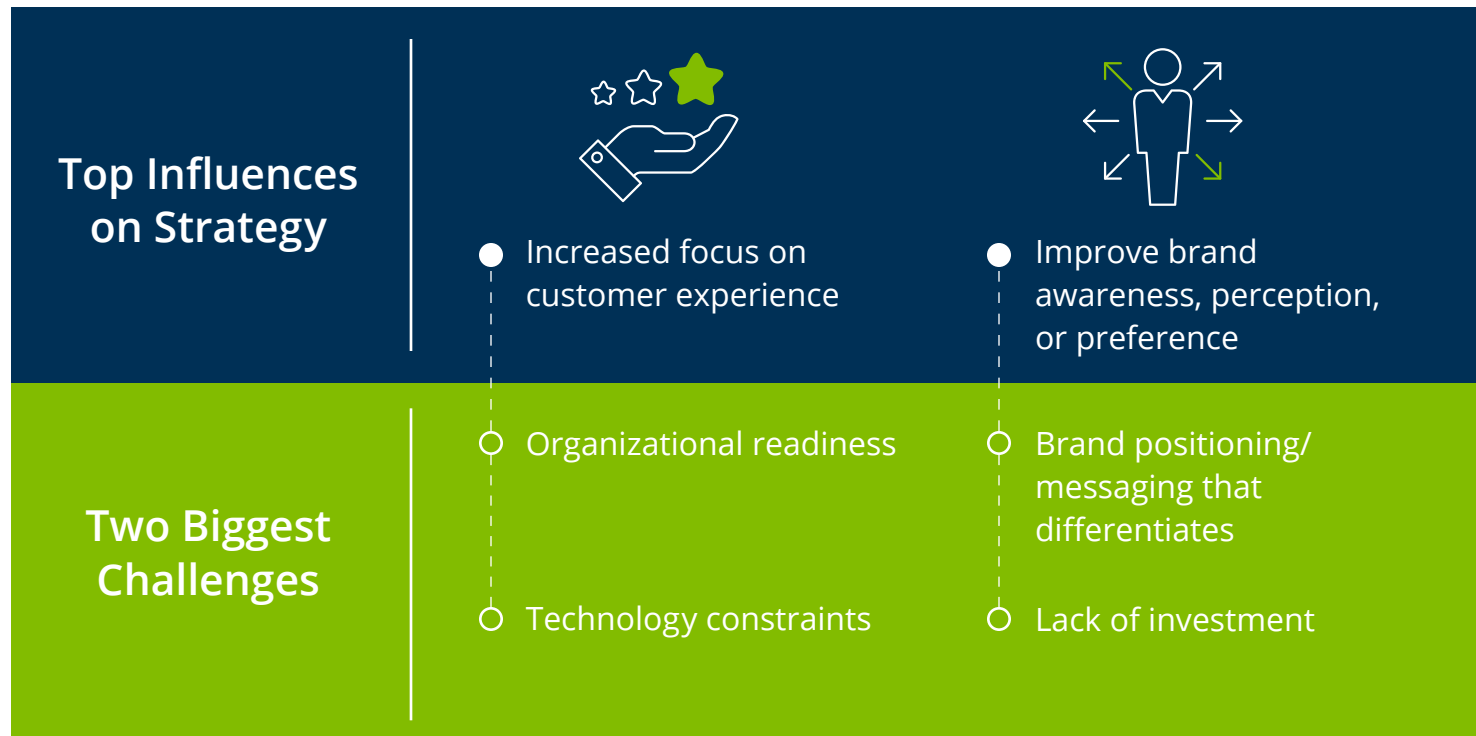 Top Influences
on Strategy
Increased focus on
customer experience
Improve brand
awareness, perception,
or preference
Two Biggest
Challenges
Organizational readiness
Technology constraints
Brand positioning/
messaging that
differentiates
Lack of investment